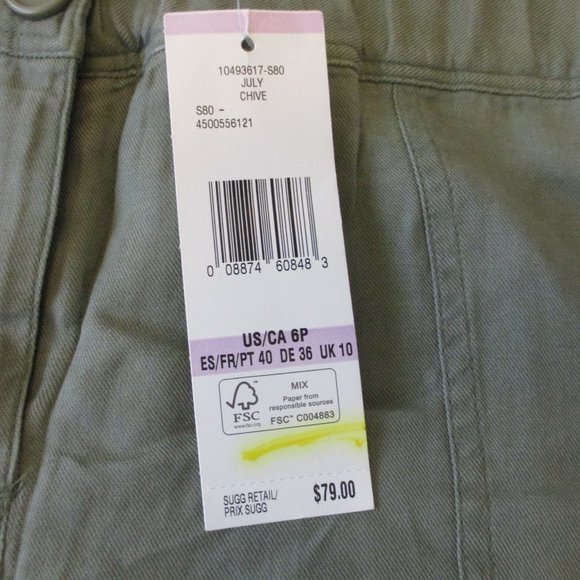 10493617-S80
JULY
CHIVE
S80 -
4500556121
0 08874 60848 3
US/CA 6P
ES/FR/PT 40 DE 36 UK 10
FSC
www.fsc.org
MIX
Paper from
responsible sources
FSC™ C004883
SUGG RETAIL/
PRIX SUGG
$79.00